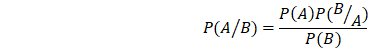 P(A/B) = P(A)P(B/A) / P(B)